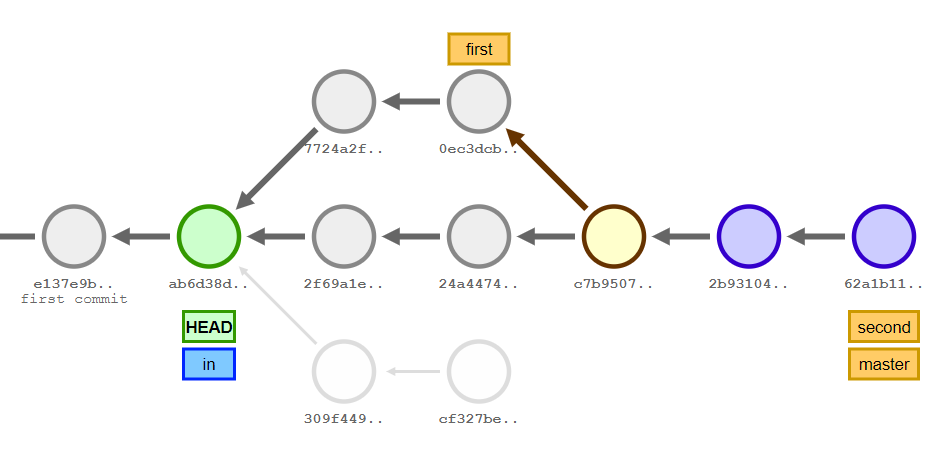 first
7724a2f..
0ec3dcb..
e137e9b..
first commit
ab6d38d..
2f69a1e..
24a4474..
c7b9507..
2b93104..
62a1b11..
HEAD
in
second
master
309f449..
cf327be..